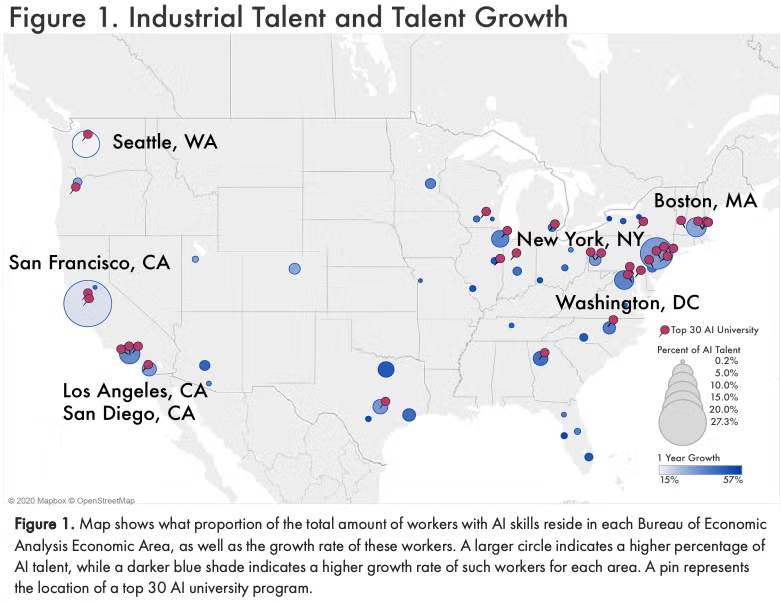 Figure 1. Industrial Talent and Talent Growth
Seattle, WA
Boston, MA
New York, NY
San Francisco, CA
Washington, DC
Top 30 AI University
Percent of AI Talent
0.2%
5.0%
10.0%
15.0%
20.0%
27.3%
Los Angeles, CA
San Diego, CA
1 Year Growth
15% 57%
© 2020 Mapbox © OpenStreetMap
Figure 1. Map shows what proportion of the total amount of workers with AI skills reside in each Bureau of Economic
Analysis Economic Area, as well as the growth rate of these workers. A larger circle indicates a higher percentage of
AI talent, while a darker blue shade indicates a higher growth rate of such workers for each area. A pin represents
the location of a top 30 AI university program.